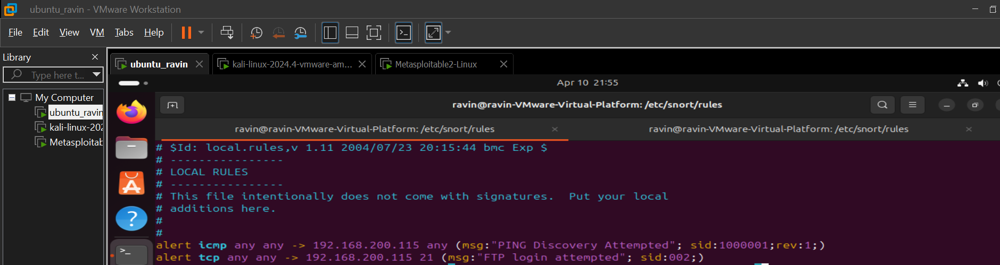 ubuntu_ravin - VMware Workstation
File Edit View VM Tabs Help
Library
Type here t...
My Computer
ubuntu_ravin
kali-linux-202
Metasploitab
ubuntu_ravin
kali-linux-2024.4-vmware-am...
Metasploitable2-Linux
Apr 10 21:55
ravin@ravin-VMware-Virtual-Platform: /etc/snort/rules
ravin@ravin-VMware-Virtual-Platform: /etc/snort/rules
ravin@ravin-VMware-Virtual-Platform: /etc/snort/rules
# $Id: local.rules,v 1.11 2004/07/23 20:15:44 bmc Exp $
# ----------------
# LOCAL RULES
# ----------------
# This file intentionally does not come with signatures.  Put your local
# additions here.
#
#
alert icmp any any -> 192.168.200.115 any (msg:"PING Discovery Attempted"; sid:1000001;rev:1;)
alert tcp any any -> 192.168.200.115 21 (msg:"FTP login attempted"; sid:002;)